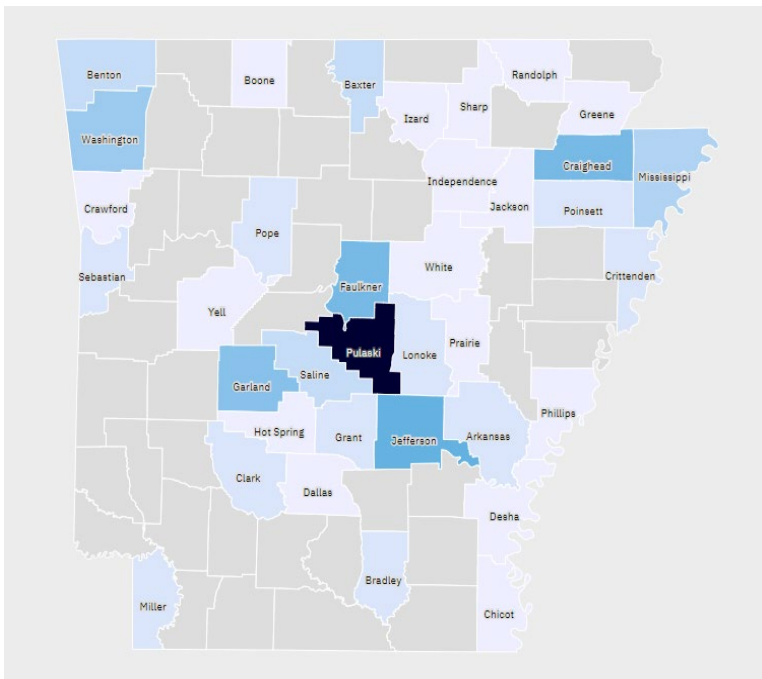 Benton
Boone
Baxter
Randolph
Izard
Sharp
Greene
Washington
Craighead
Mississippi
Independence
Jackson
Crawford
Poinsett
Pope
White
Sebastian
Crittenden
Faulkner
Yell
Pulaski
Lonoke
Prairie
Saline
Garland
Phillips
Hot Spring
Grant
Jefferson
Arkansas
Clark
Dallas
Desha
Bradley
Miller
Chicot